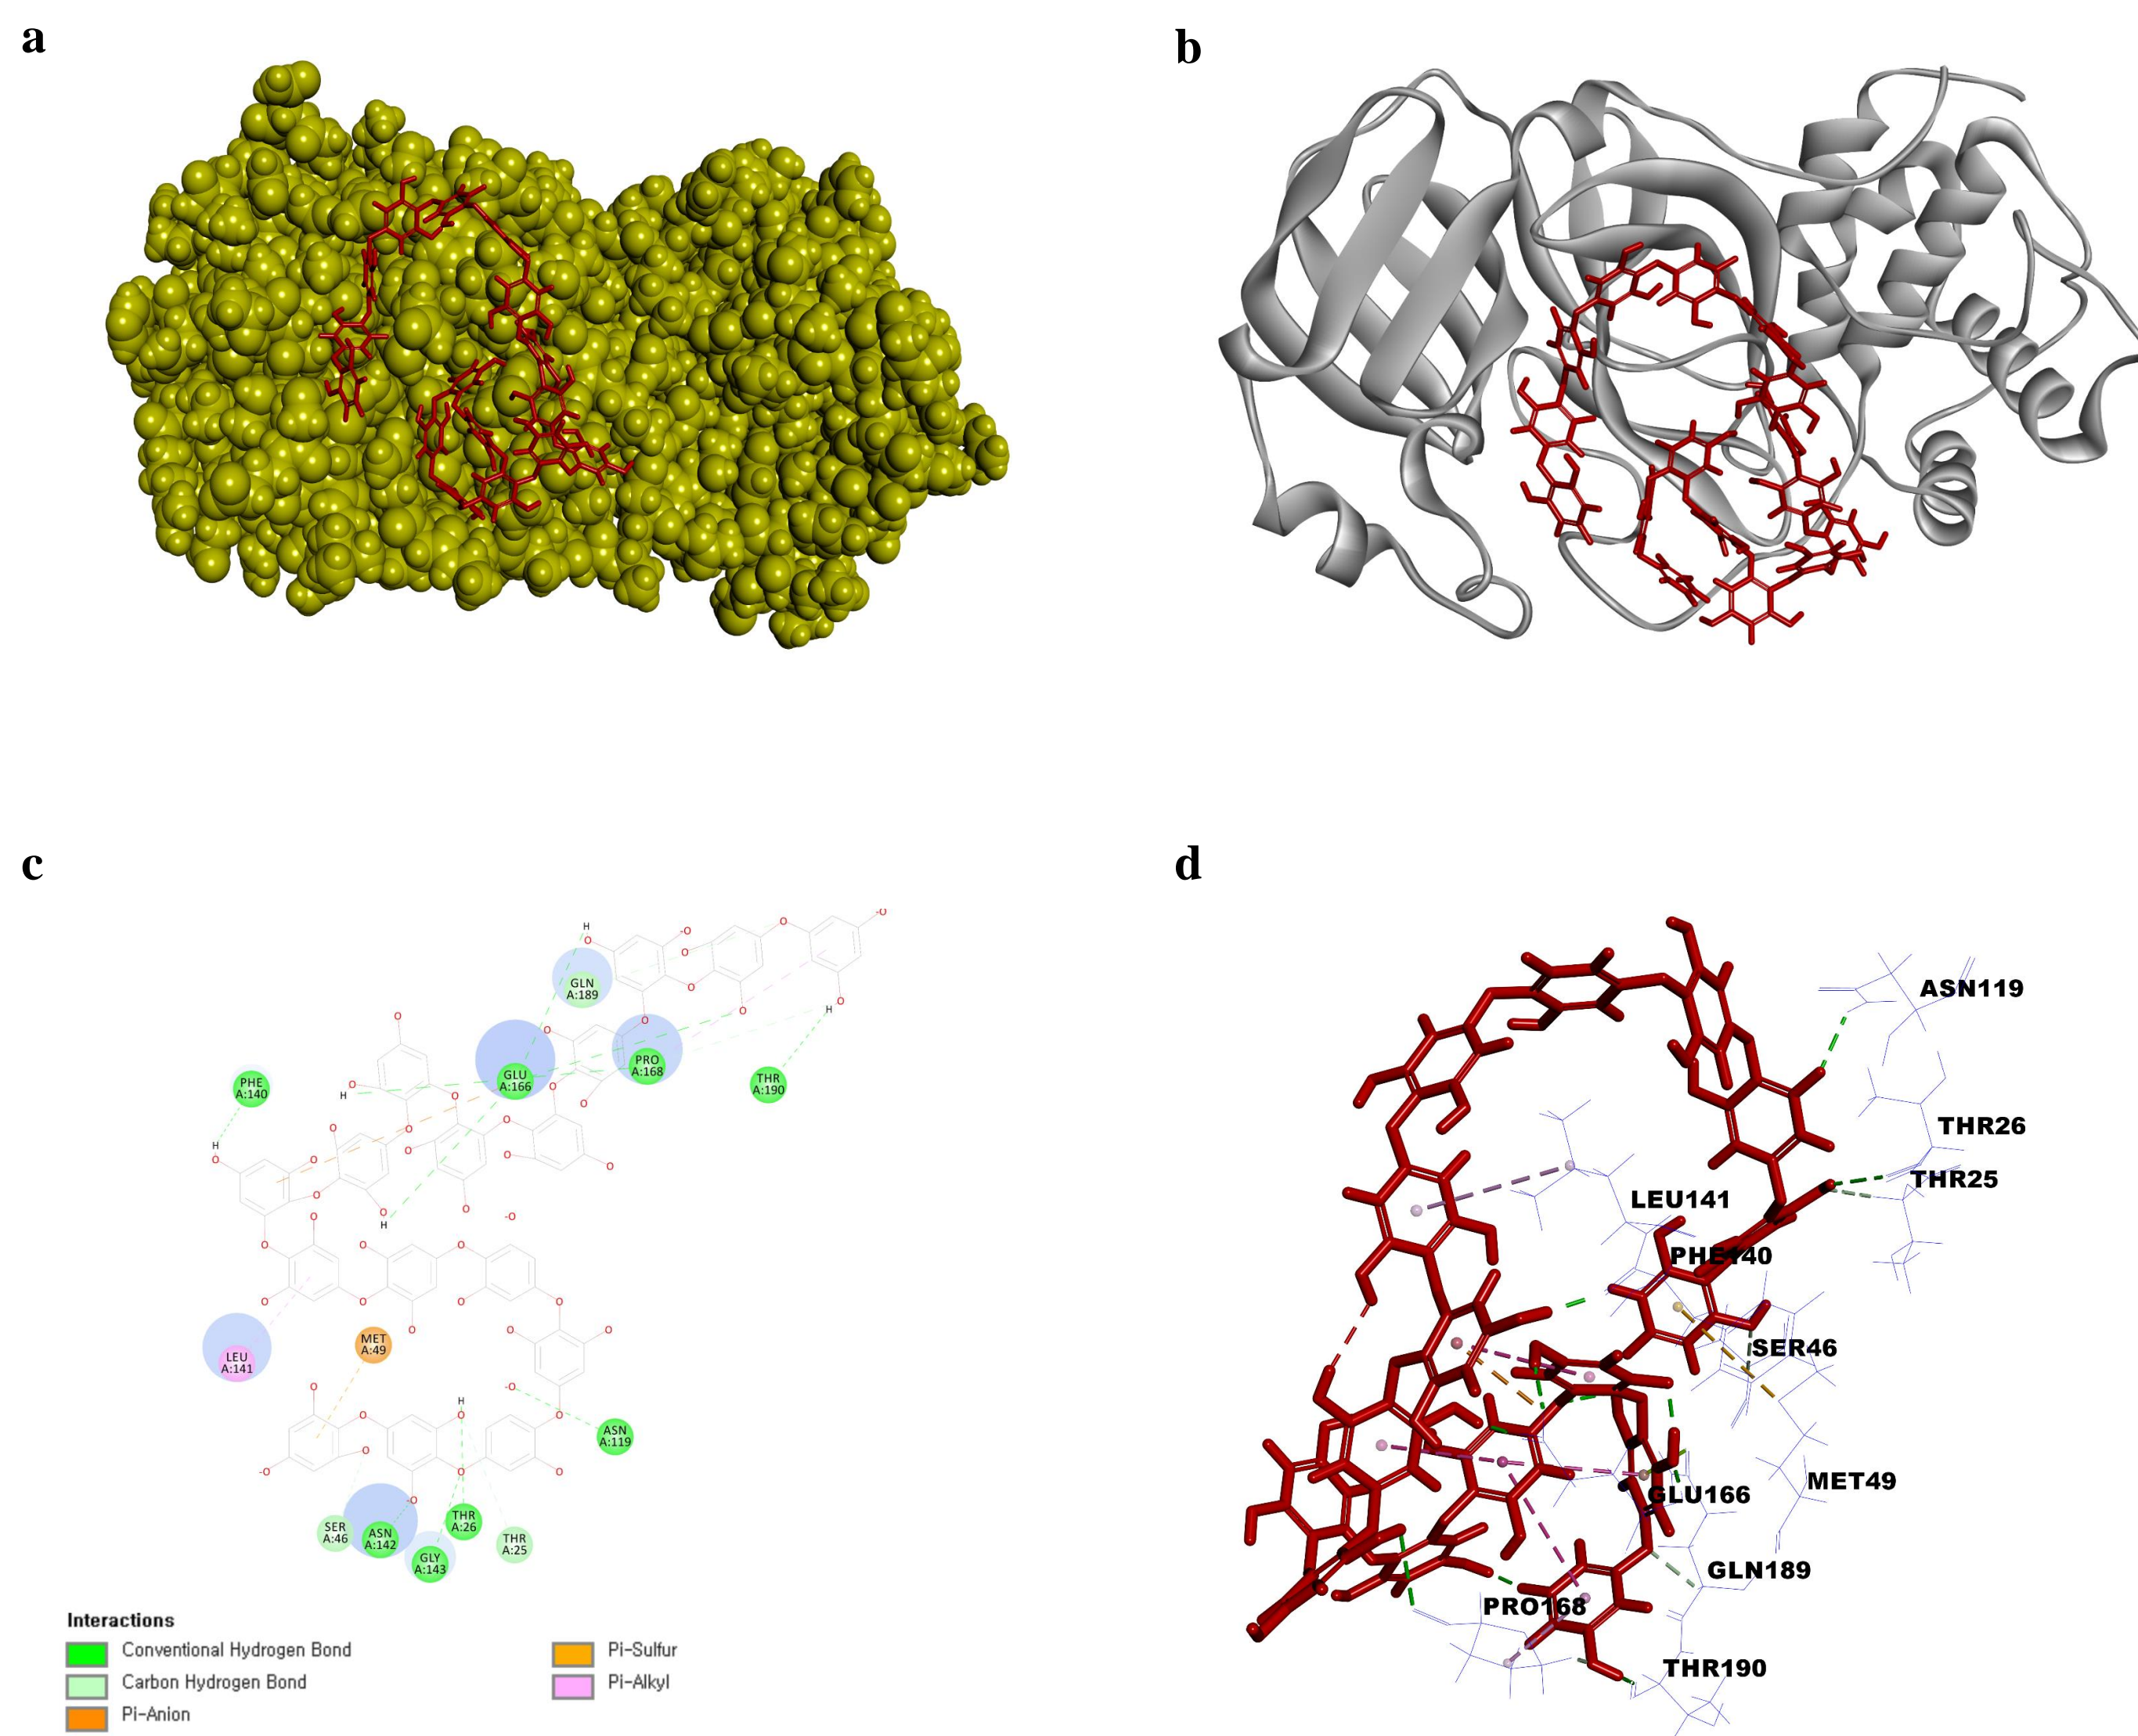 a
b
c
d
H
O
-O
O
O
-O
GLN
A:189
O
O
H
O
O
O
O
GLU
A:166
PRO
A:168
THR
A:190
PHE
A:140
O
H
O
O
O
O
O
O
O
O
O
H
O
O
O
O
O
H
O
O
-O
O
O
O
O
O
O
O
O
O
O
O
LEU
A:141
MET
A:49
O
-O
H
O
O
O
O
ASN
A:119
O
-O
O
O
-O
SER
A:46
ASN
A:142
GLY
A:143
THR
A:26
THR
A:25
Interactions
Conventional Hydrogen Bond
Carbon Hydrogen Bond
Pi-Anion
Pi-Sulfur
Pi-Alkyl
ASN119
THR26
THR25
LEU141
PHE140
SER46
MET49
GLU166
GLN189
PRO168
THR190